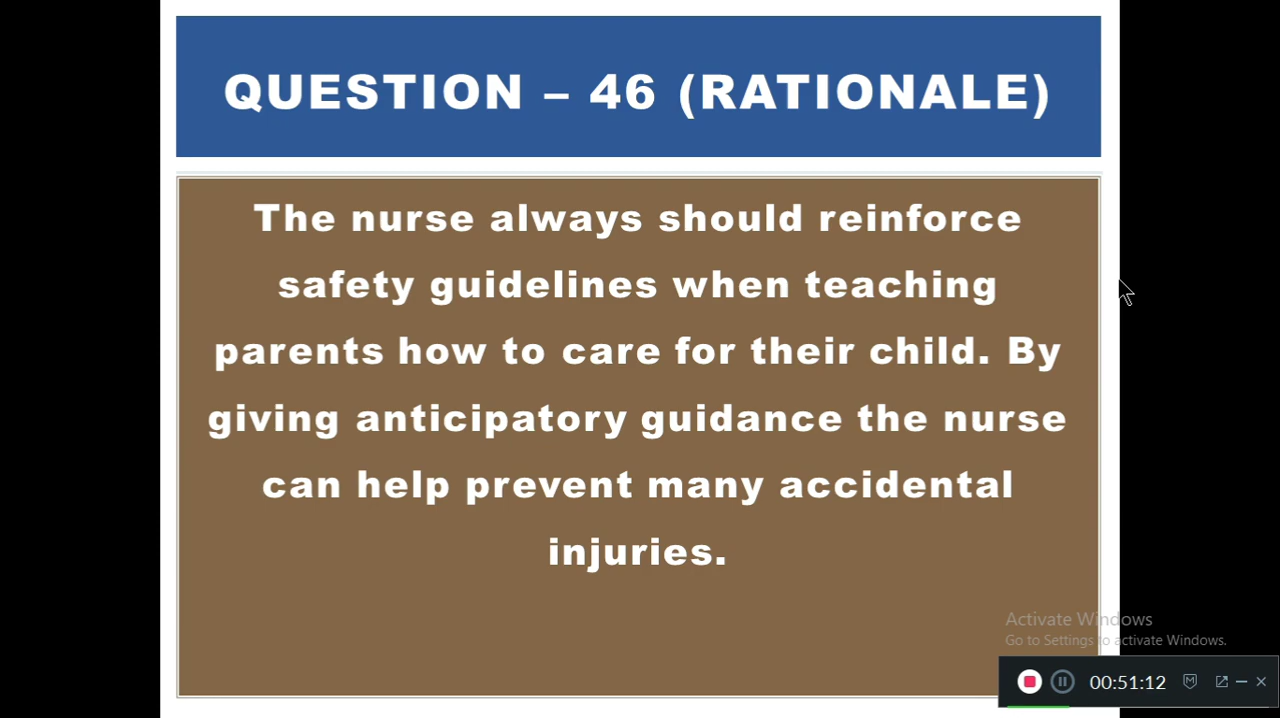 QUESTION – 46 (RATIONALE)
The nurse always should reinforce
safety guidelines when teaching
parents how to care for their child. By
giving anticipatory guidance the nurse
can help prevent many accidental
injuries.
Activate Windows
Go to Settings to activate Windows.
00:51:12